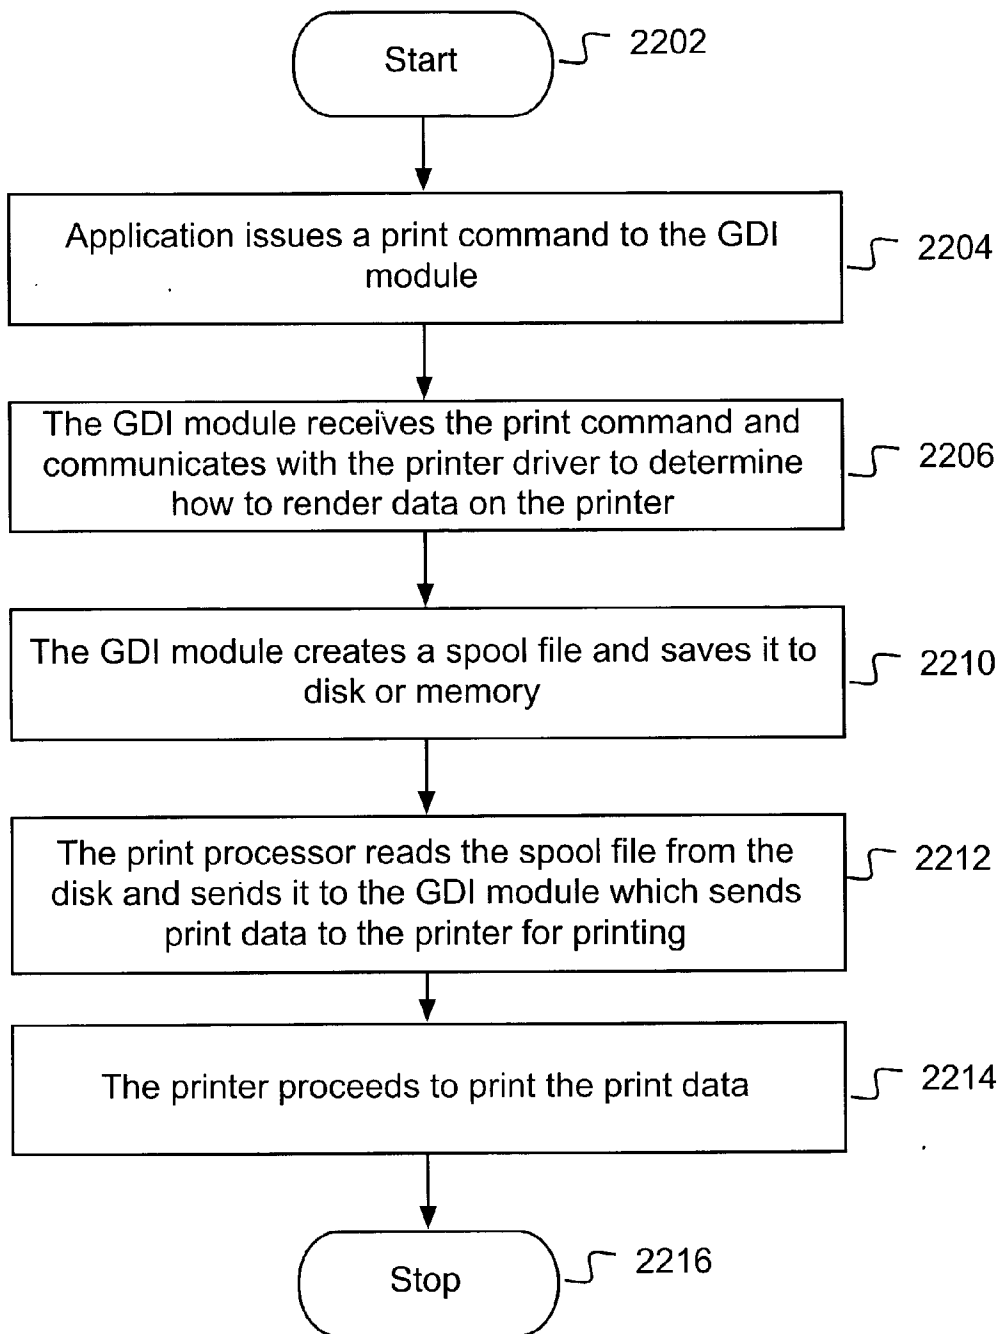 Start
2202
Application issues a print command to the GDI
module
2204
The GDI module receives the print command and
communicates with the printer driver to determine
how to render data on the printer
2206
The GDI module creates a spool file and saves it to
disk or memory
2210
The print processor reads the spool file from the
disk and sends it to the GDI module which sends
print data to the printer for printing
2212
The printer proceeds to print the print data
2214
Stop
2216